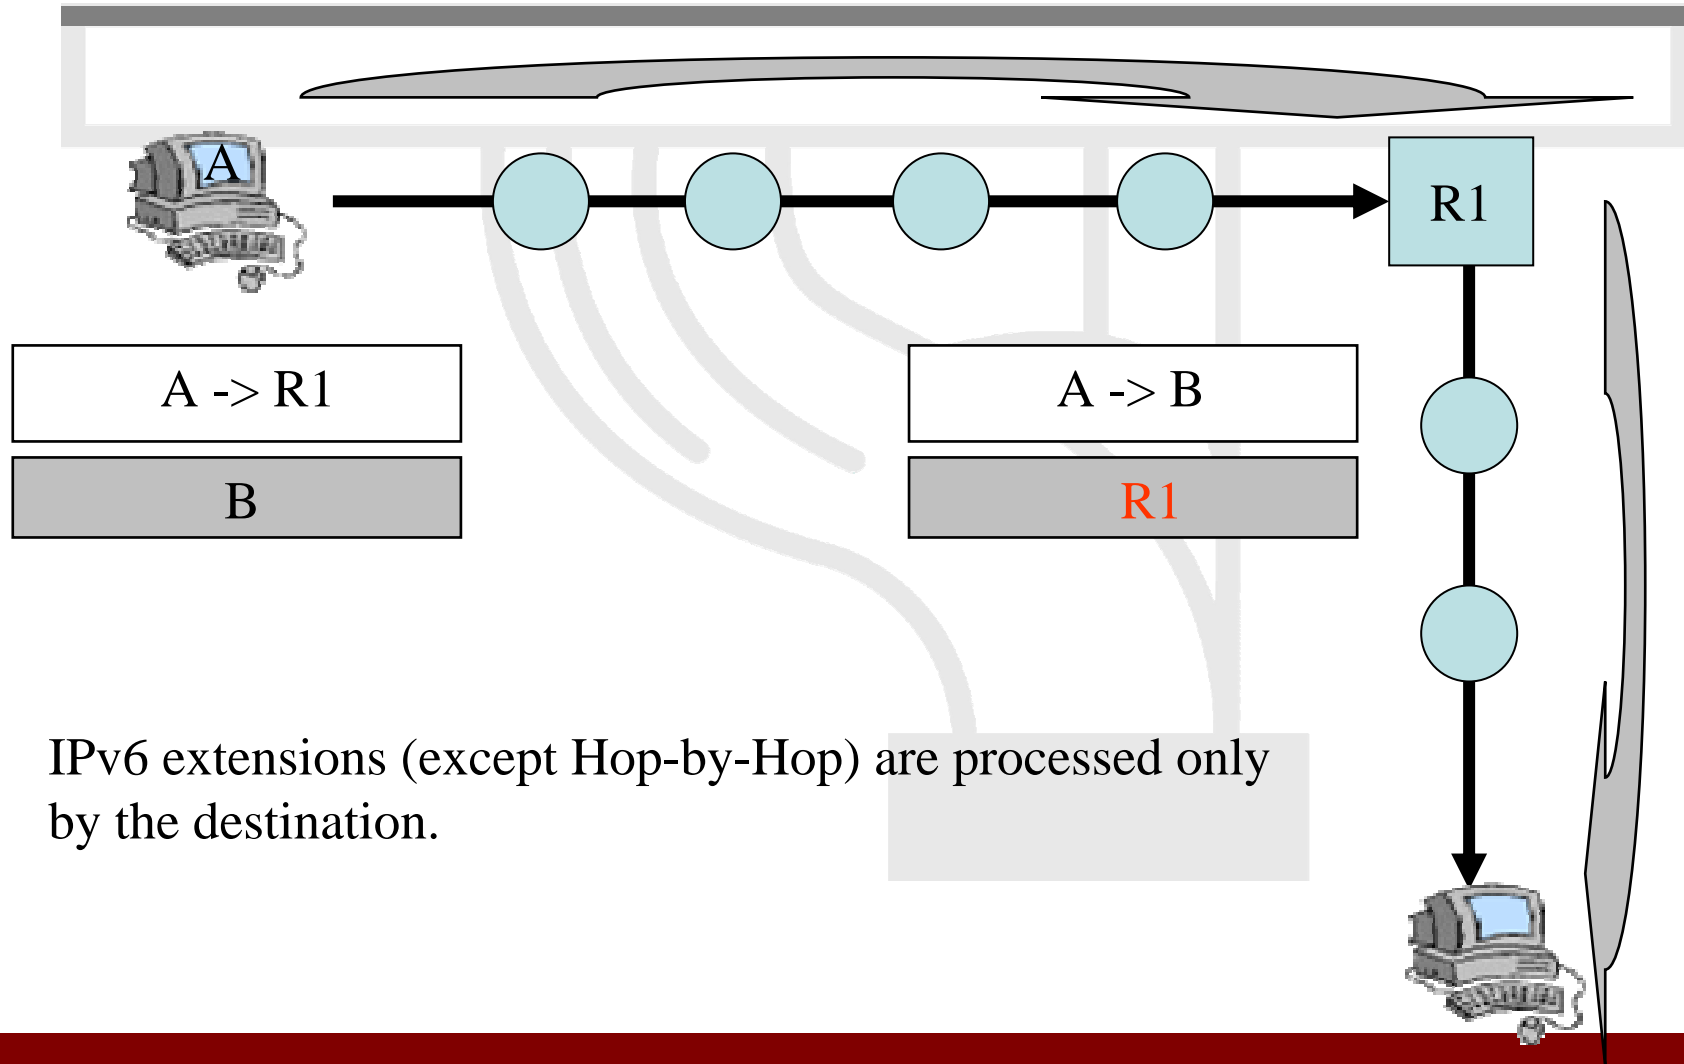 A
R1
A -> R1
A -> B
B
R1
IPv6 extensions (except Hop-by-Hop) are processed only
by the destination.